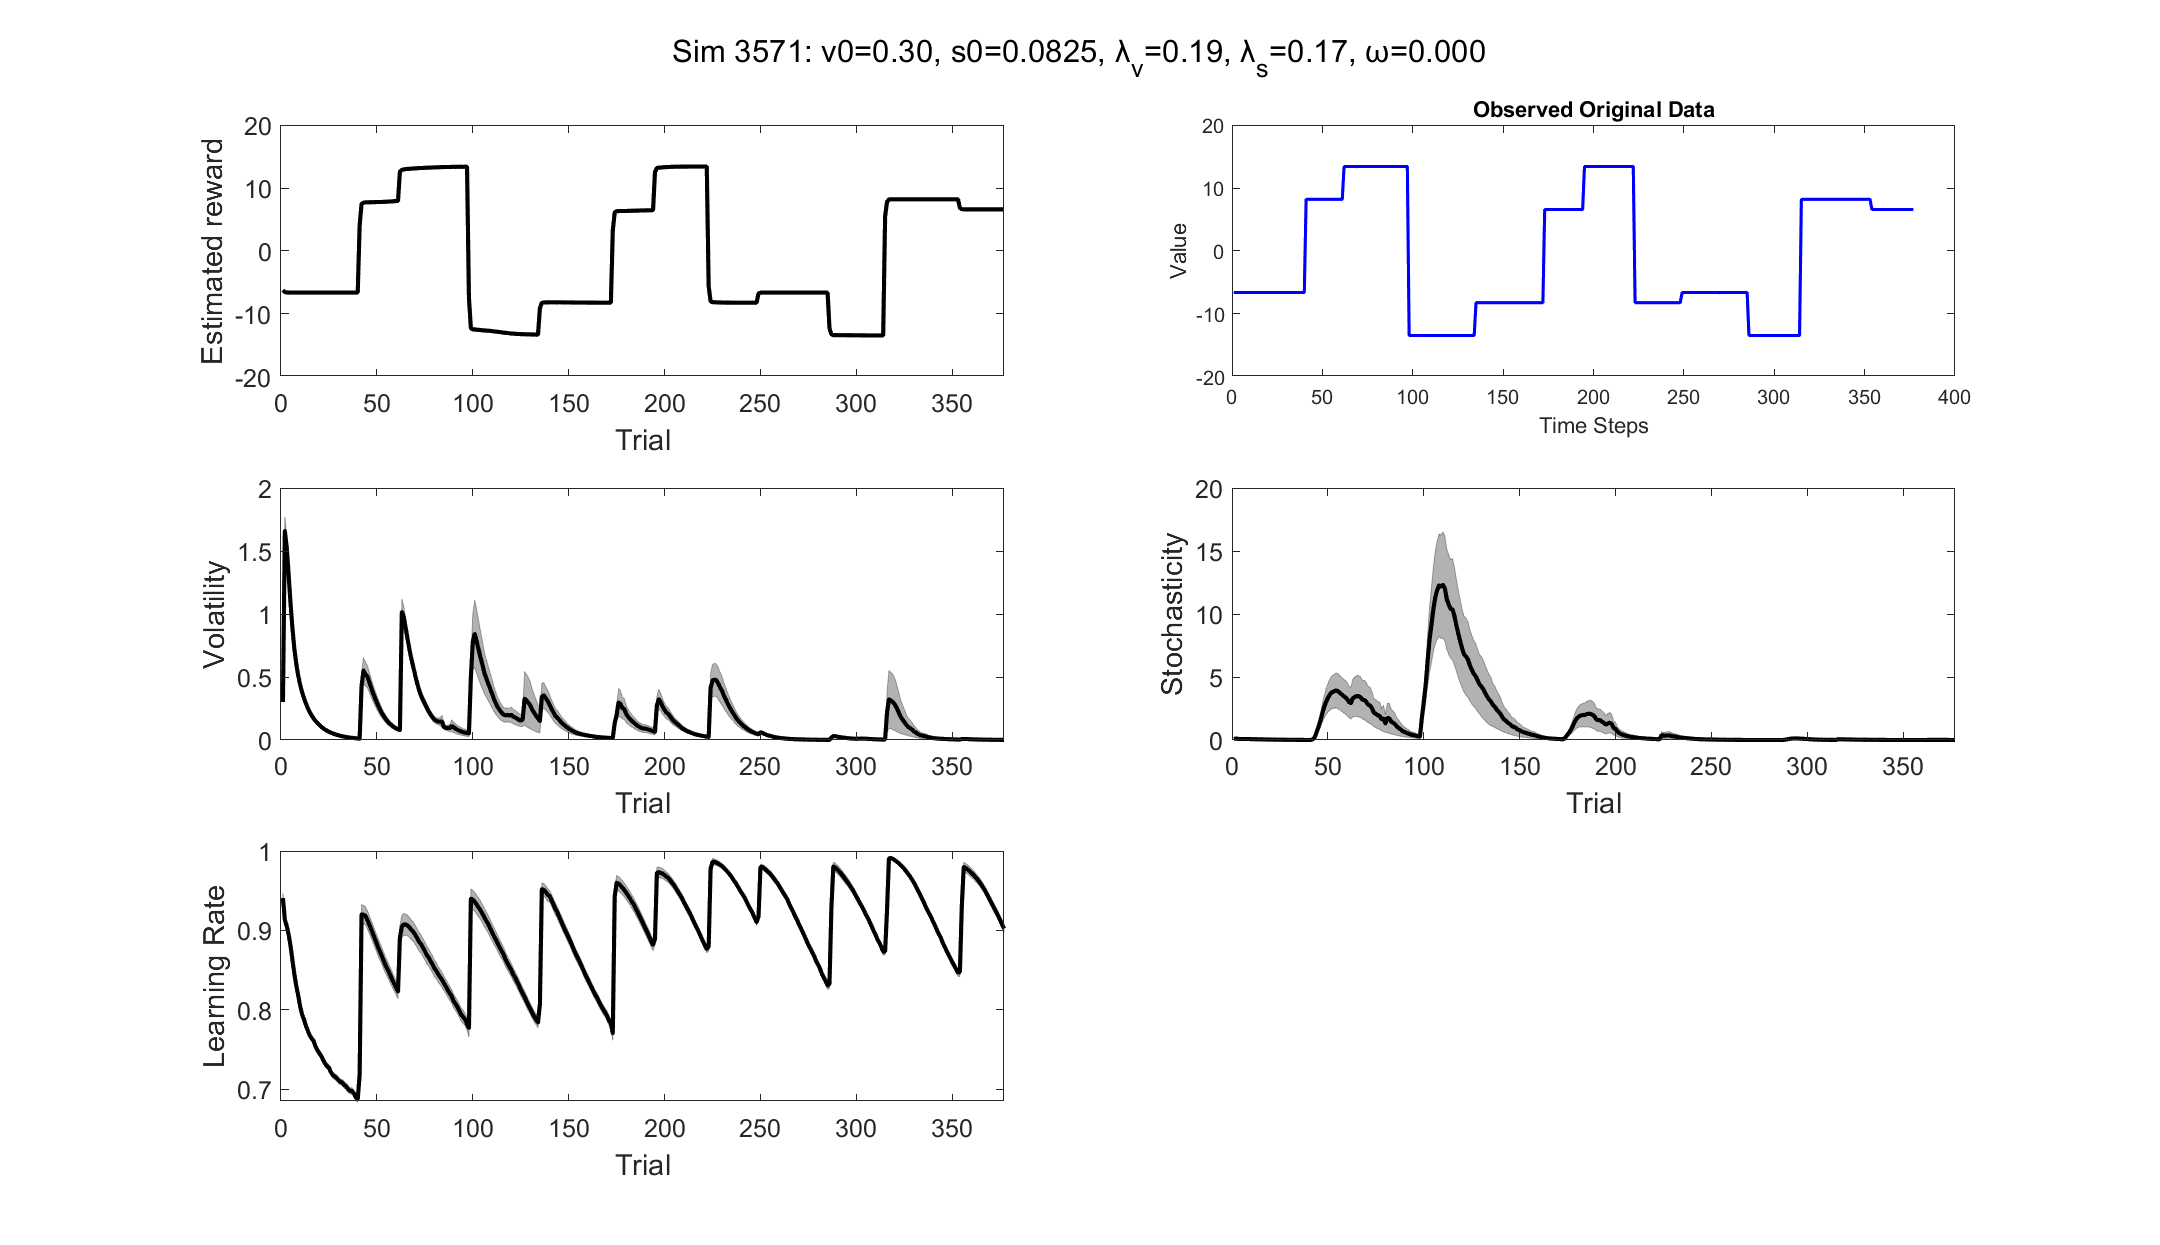 Sim 3571: v0=0.30, s0=0.0825, λ_v=0.19, λ_s=0.17, ω=0.000
20
10
0
-10
-20
Estimated reward
0 50 100 150 200 250 300 350
Trial
Observed Original Data
20
10
0
-10
-20
Value
0 50 100 150 200 250 300 350 400
Time Steps
2
1.5
1
0.5
0
Volatility
0 50 100 150 200 250 300 350
Trial
20
15
10
5
0
Stochasticity
0 50 100 150 200 250 300 350
Trial
1
0.9
0.8
0.7
Learning Rate
0 50 100 150 200 250 300 350
Trial